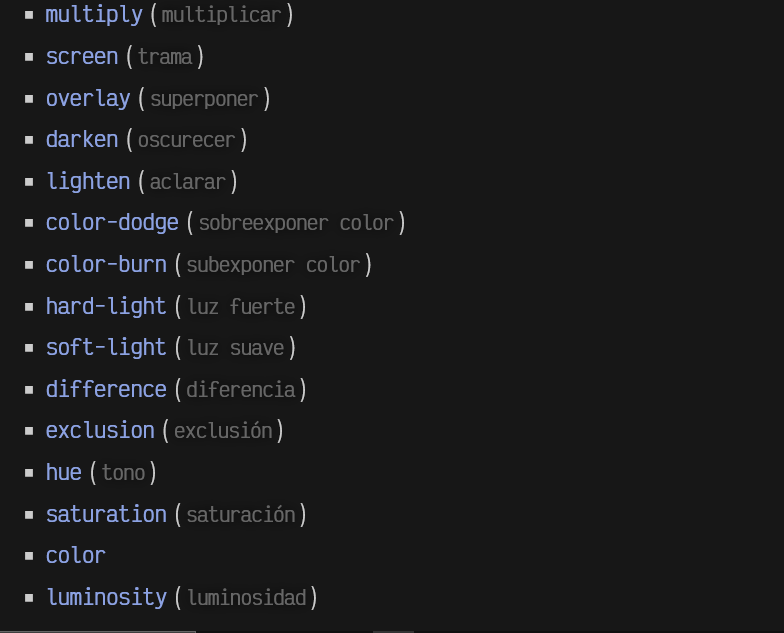 ▪ multiply (multiplicar)
▪ screen (trama)
▪ overlay (superponer)
▪ darken (oscurecer)
▪ lighten (aclarar)
▪ color-dodge (sobreexponer color)
▪ color-burn (subexponer color)
▪ hard-light (luz fuerte)
▪ soft-light (luz suave)
▪ difference (diferencia)
▪ exclusion (exclusión)
▪ hue (tono)
▪ saturation (saturación)
▪ color
▪ luminosity (luminosidad)